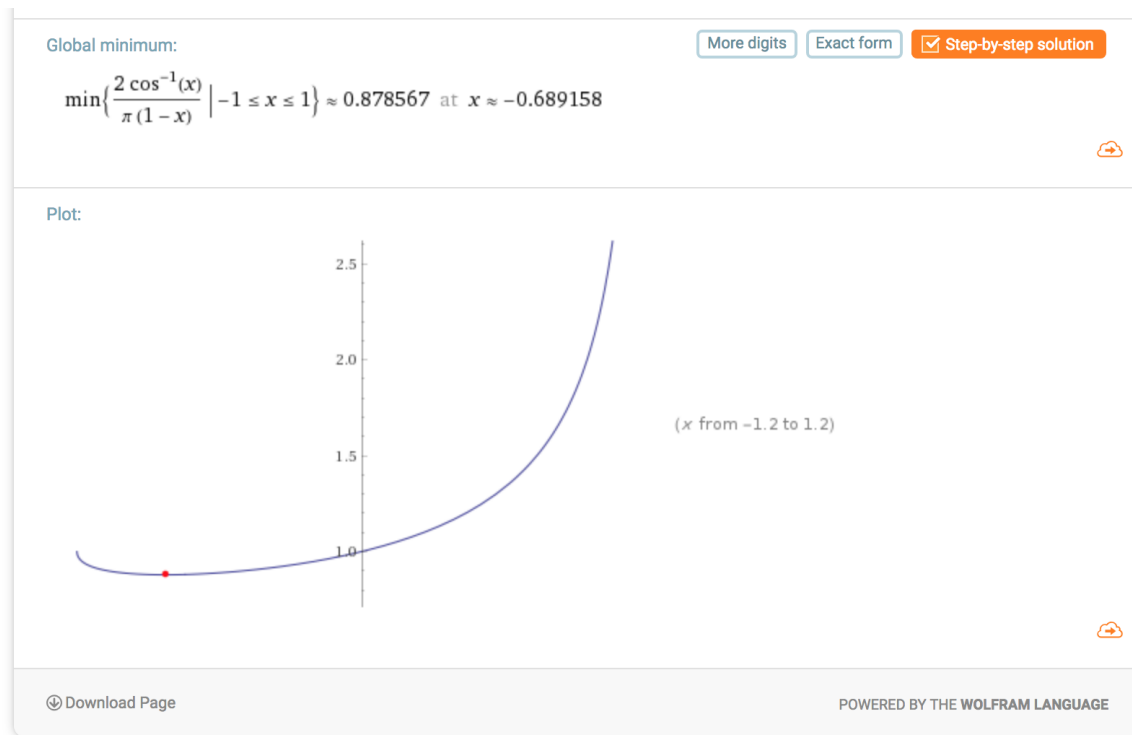 Global minimum:
More digits
Exact form
Step-by-step solution
min{2 cos⁻¹(x) / π (1 – x) | –1 ≤ x ≤ 1} ≈ 0.878567 at x ≈ –0.689158
Plot:
2.5
2.0
1.5
1.0
(x from –1.2 to 1.2)
Download Page
POWERED BY THE WOLFRAM LANGUAGE